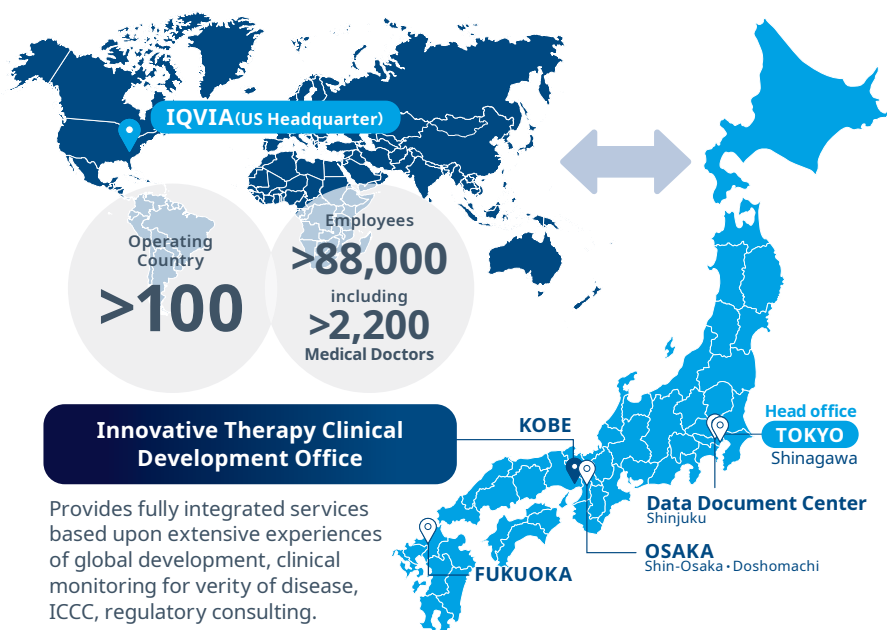 IQVIA(US Headquarter)
Operating
Country
>100
Employees
>88,000
including
>2,200
Medical Doctors
Innovative Therapy Clinical
Development Office
Provides fully integrated services
based upon extensive experiences
of global development, clinical
monitoring for verity of disease,
ICCC, regulatory consulting.
KOBE
Head office
TOKYO
Shinagawa
Data Document Center
Shinjuku
OSAKA
Shin-Osaka・Doshomachi
FUKUOKA